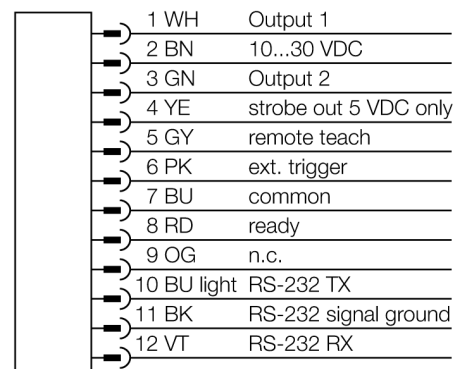 1 WH Output 1
2 BN 10...30 VDC
3 GN Output 2
4 YE strobe out 5 VDC only
5 GY remote teach
6 PK ext. trigger
7 BU common
8 RD ready
9 OG n.c.
10 BU light RS-232 TX
11 BK RS-232 signal ground
12 VT RS-232 RX